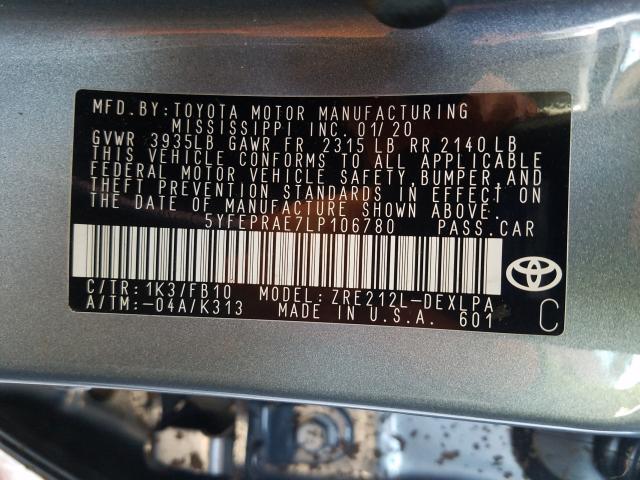 MFD.BY:TOYOTA MOTOR MANUFACTURING
MISSISSIPPI INC. 01/20
GVWR 3935LB GAWR FR 2315 LB RR 2140 LB
THIS VEHICLE CONFORMS TO ALL APPLICABLE
FEDERAL MOTOR VEHICLE SAFETY, BUMPER, AND
THEFT PREVENTION STANDARDS IN EFFECT ON
THE DATE OF MANUFACTURE SHOWN ABOVE.
5YFEPRAE7LP106780 PASS.CAR
C/TR: 1K3/FB10 MODEL: ZRE212L-DEXLPA
A/TM:-04A/K313 MADE IN U.S.A. 601 C